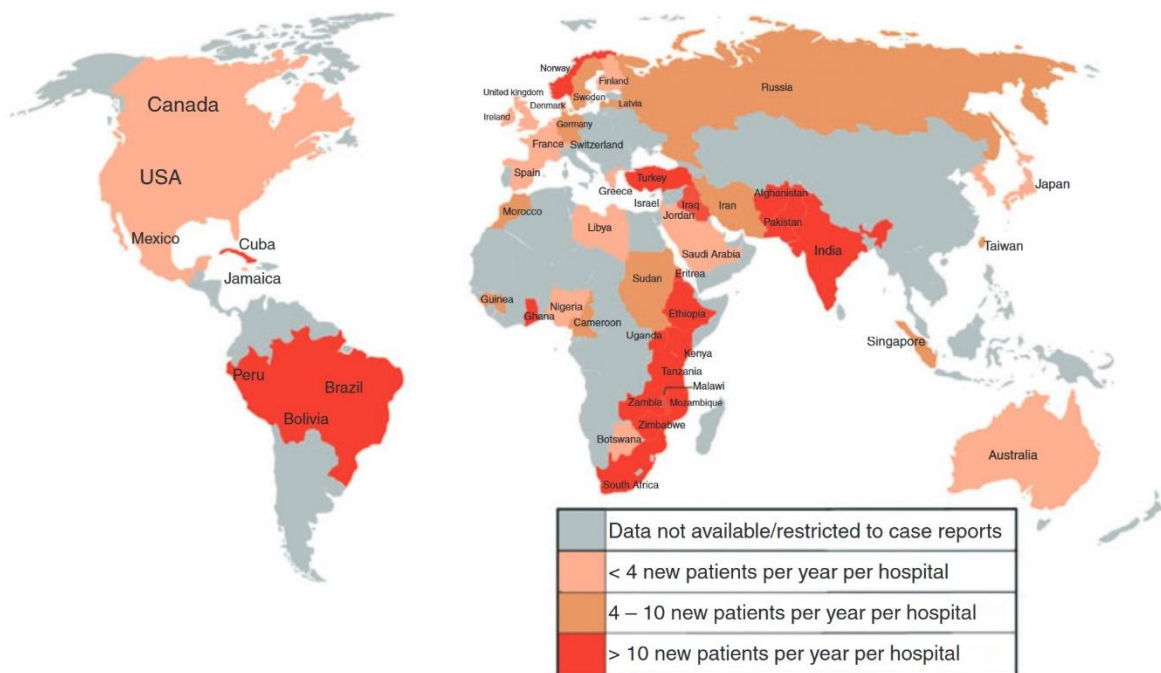 Canada
USA
Mexico
Cuba
Jamaica
Peru
Brazil
Bolivia
Norway
Finland
United kingdom
Sweden
Denmark
Latvia
Ireland
Germany
France
Switzerland
Spain
Greece
Turkey
Israel
Iraq
Jordan
Iran
Afghanistan
Pakistan
India
Russia
Japan
Taiwan
Morocco
Libya
Saudi Arabia
Sudan
Eritrea
Guinea
Nigeria
Ghana
Cameroon
Ethiopia
Uganda
Kenya
Tanzania
Malawi
Zambia
Mozambique
Zimbabwe
Botswana
South Africa
Singapore
Australia
Data not available/restricted to case reports
< 4 new patients per year per hospital
4 – 10 new patients per year per hospital
> 10 new patients per year per hospital